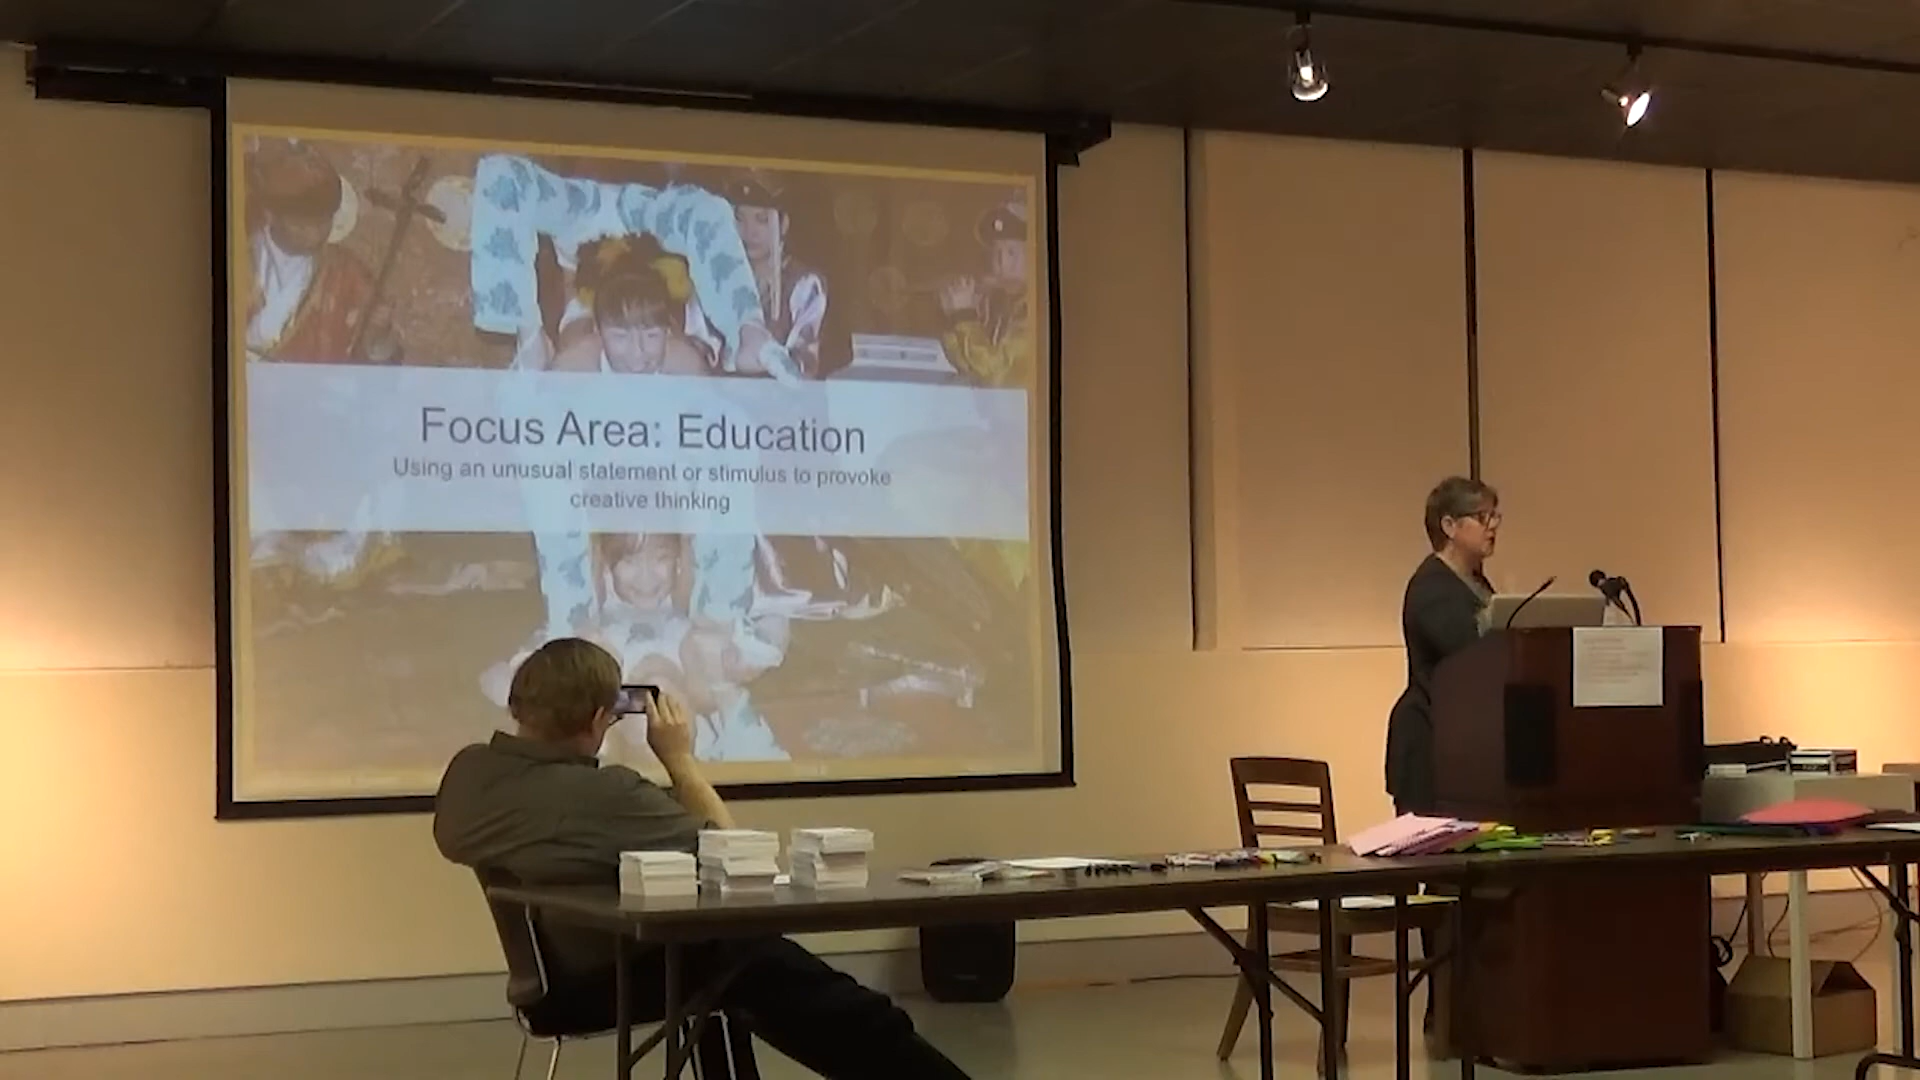 Focus Area: Education
Using an unusual statement or stimulus to provoke
creative thinking